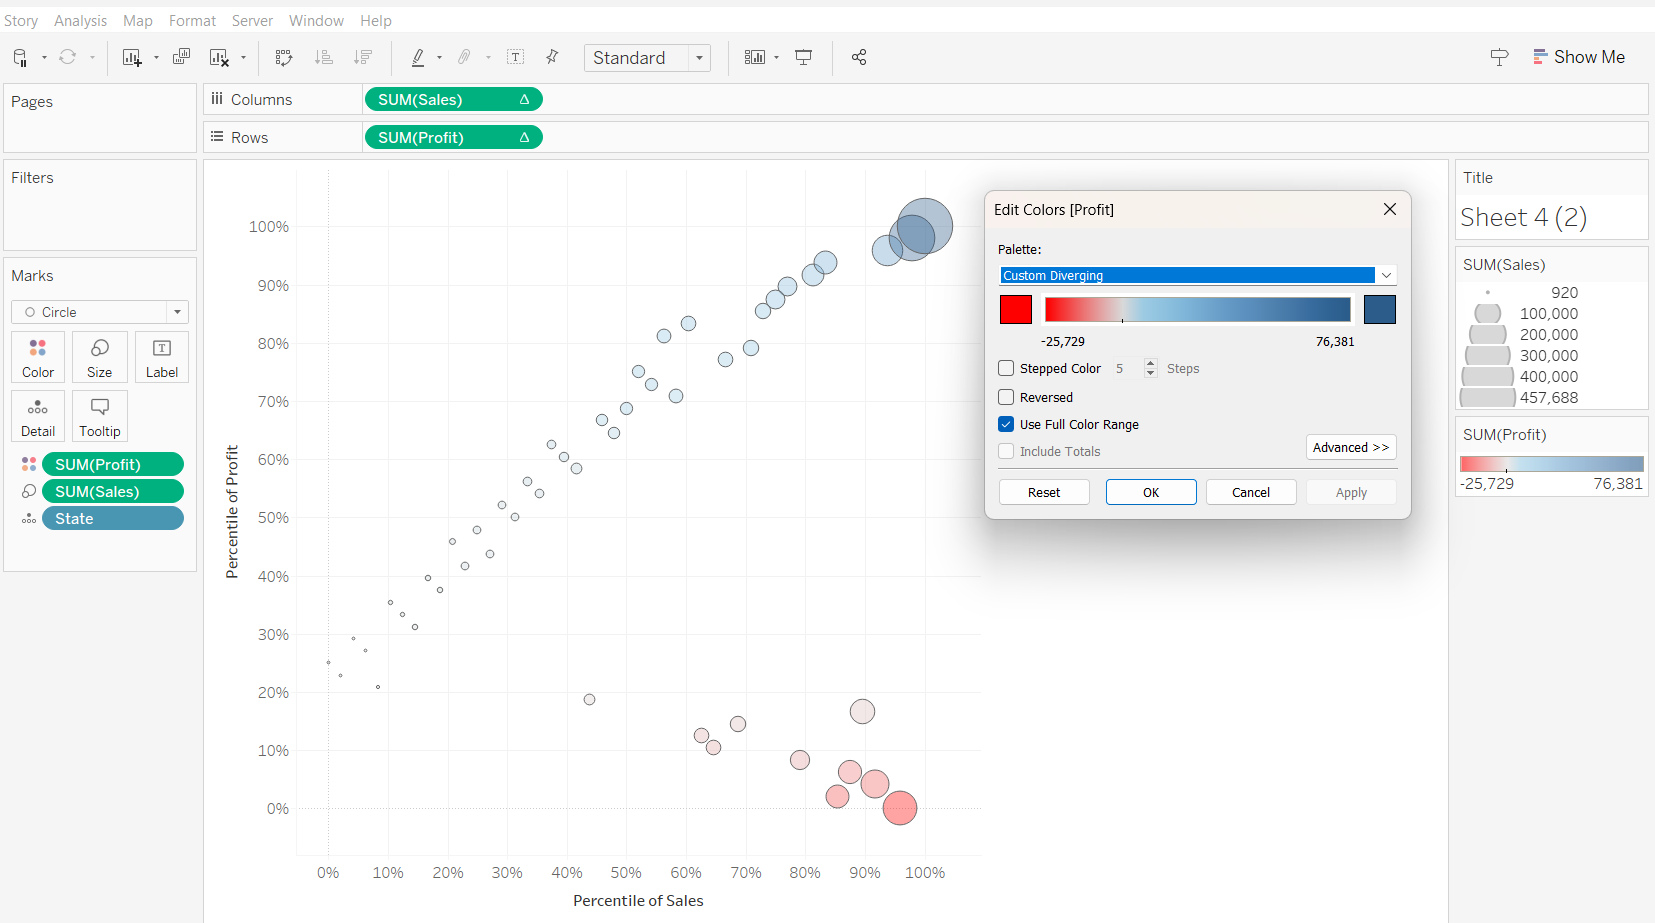 Story Analysis Map Format Server Window Help
Standard
Show Me
Pages
Columns
SUM(Sales) Δ
Rows
SUM(Profit) Δ
Filters
Marks
Circle
Color Size Label
Detail Tooltip
SUM(Profit)
SUM(Sales)
State
100%
90%
80%
70%
60%
50%
40%
30%
20%
10%
0%
Percentile of Profit
0% 10% 20% 30% 40% 50% 60% 70% 80% 90% 100%
Percentile of Sales
Edit Colors [Profit]
Palette:
Custom Diverging
-25,729 76,381
Stepped Color 5 Steps
Reversed
Use Full Color Range
Include Totals
Advanced >>
Reset OK Cancel Apply
Title
Sheet 4 (2)
SUM(Sales)
920
100,000
200,000
300,000
400,000
457,688
SUM(Profit)
-25,729 76,381